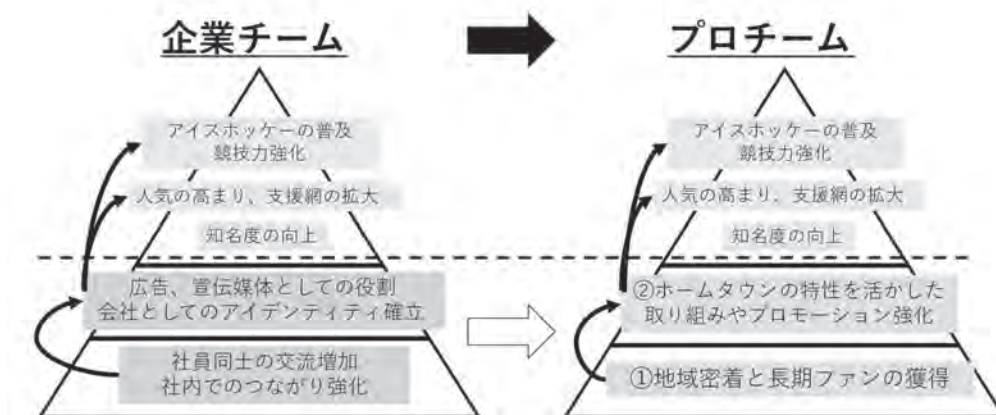 企業チーム
プロチーム
アイスホッケーの普及
競技力強化
人気の高まり、支援網の拡大
知名度の向上
広告、宣伝媒体としての役割
会社としてのアイデンティティ確立
社員同士の交流増加
社内でのつながり強化
アイスホッケーの普及
競技力強化
人気の高まり、支援網の拡大
知名度の向上
②ホームタウンの特性を活かした
取り組みやプロモーション強化
①地域密着と長期ファンの獲得